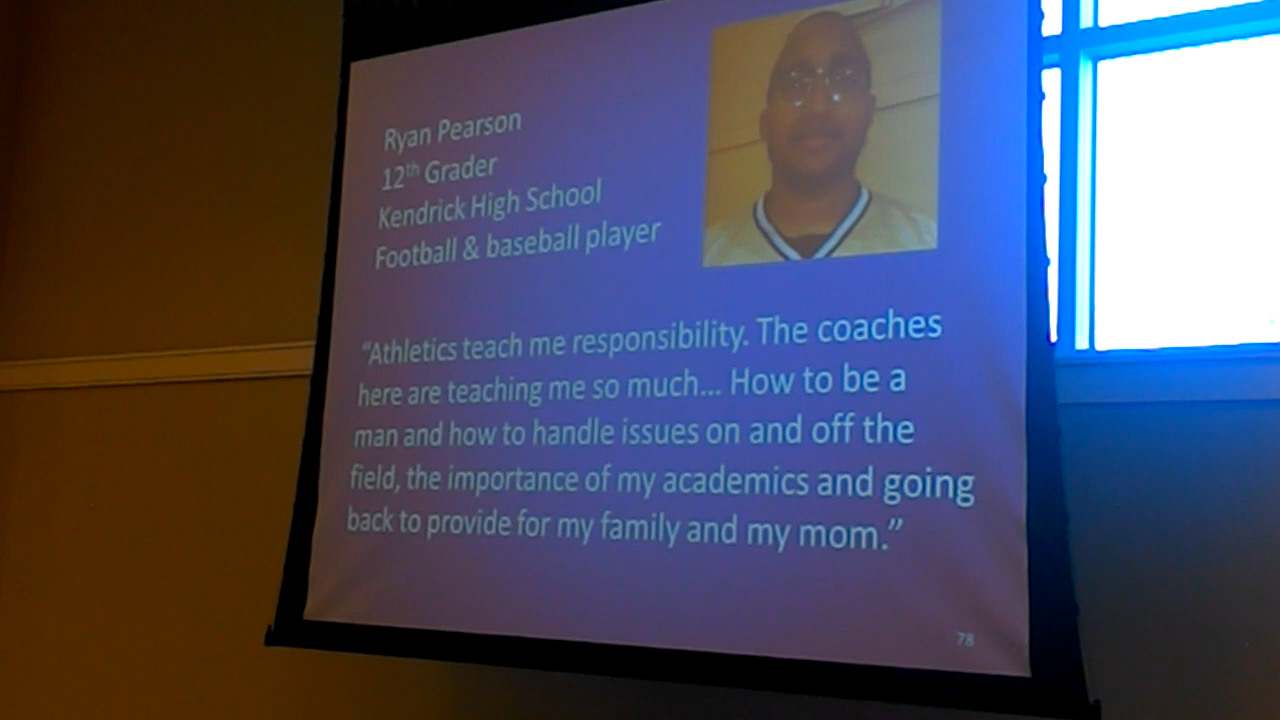 Ryan Pearson
12th Grader
Kendrick High School
Football & baseball player
“Athletics teach me responsibility. The coaches
here are teaching me so much... How to be a
man and how to handle issues on and off the
field, the importance of my academics and going
back to provide for my family and my mom.”
78